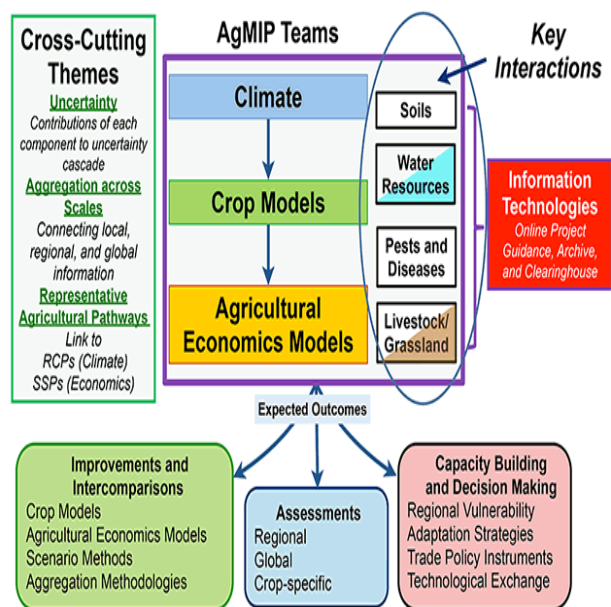 Cross-Cutting
Themes
Uncertainty
Contributions of each
component to uncertainty
cascade
Aggregation across
Scales
Connecting local,
regional, and global
information
Representative
Agricultural Pathways
Link to
RCPs (Climate)
SSPs (Economics)
AgMIP Teams
Climate
Crop Models
Agricultural
Economics Models
Key
Interactions
Soils
Water
Resources
Pests and
Diseases
Livestock/
Grassland
Information
Technologies
Online Project
Guidance, Archive,
and Clearinghouse
Expected Outcomes
Improvements and
Intercomparisons
Crop Models
Agricultural Economics Models
Scenario Methods
Aggregation Methodologies
Assessments
Regional
Global
Crop-specific
Capacity Building
and Decision Making
Regional Vulnerability
Adaptation Strategies
Trade Policy Instruments
Technological Exchange